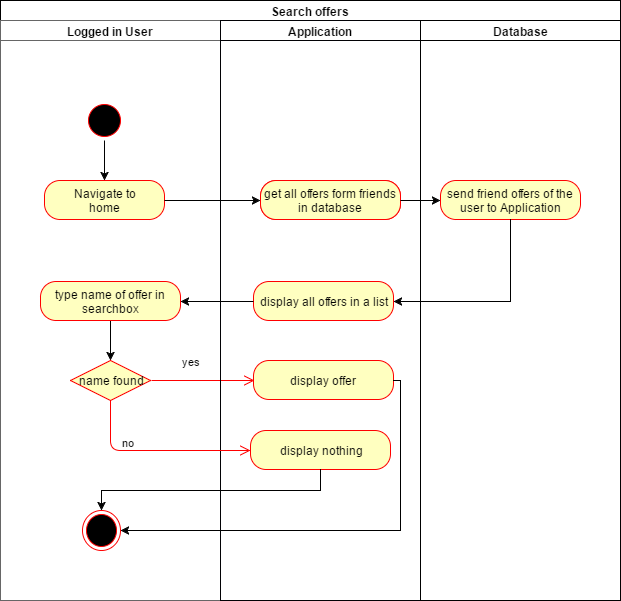 Search offers
Logged in User
Application
Database
Navigate to
home
get all offers form friends
in database
send friend offers of the
user to Application
type name of offer in
searchbox
display all offers in a list
name found
yes
display offer
no
display nothing